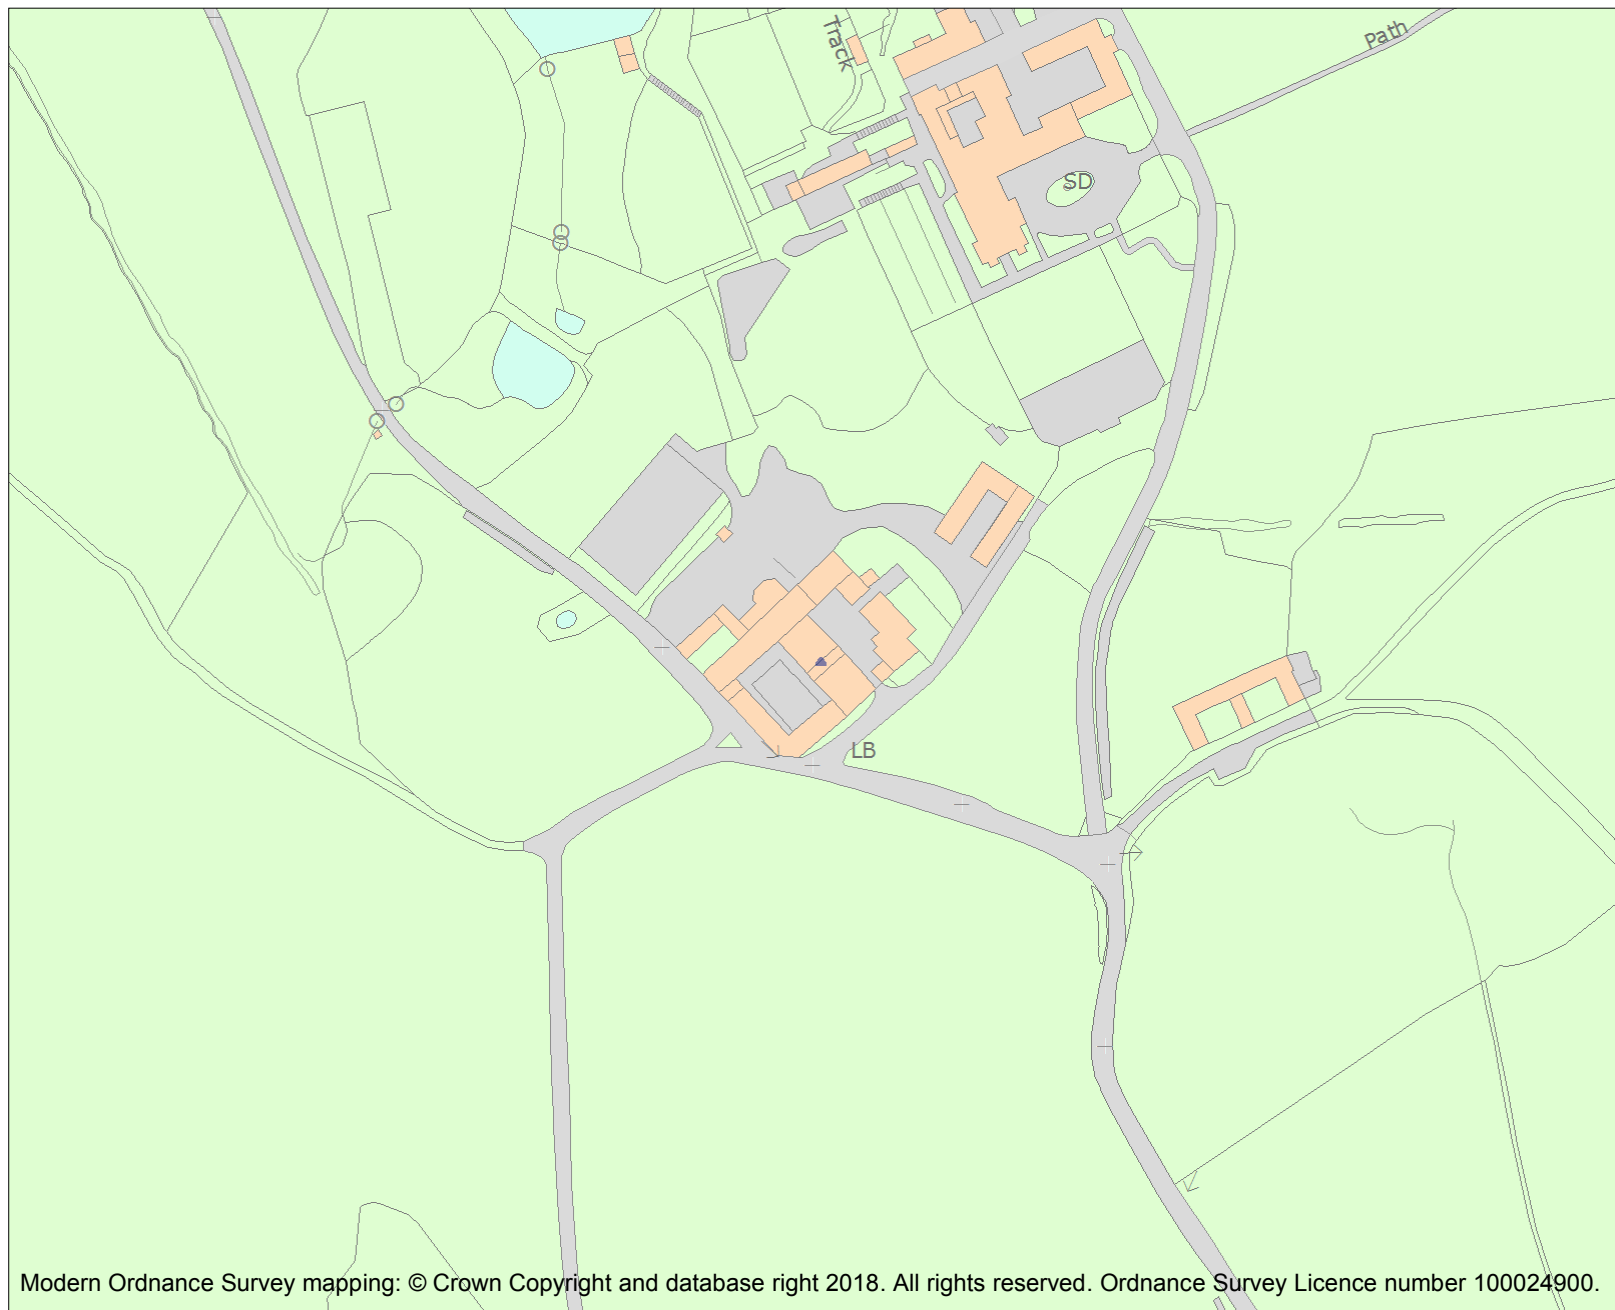 Track
Path
SD
LB
Modern Ordnance Survey mapping: © Crown Copyright and database right 2018. All rights reserved. Ordnance Survey Licence number 100024900.